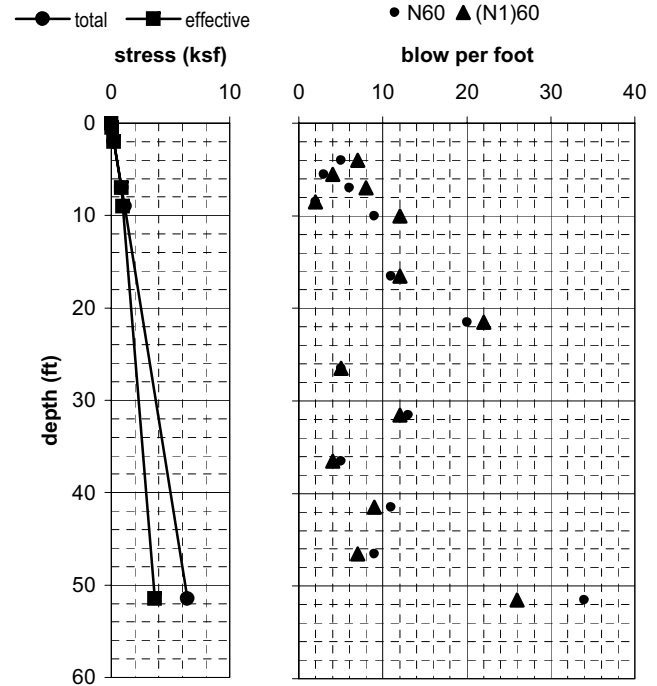 total effective
N60 (N1)60
stress (ksf)
blow per foot
0 10
0 10 20 30 40
0
10
20
30
40
50
60
depth (ft)